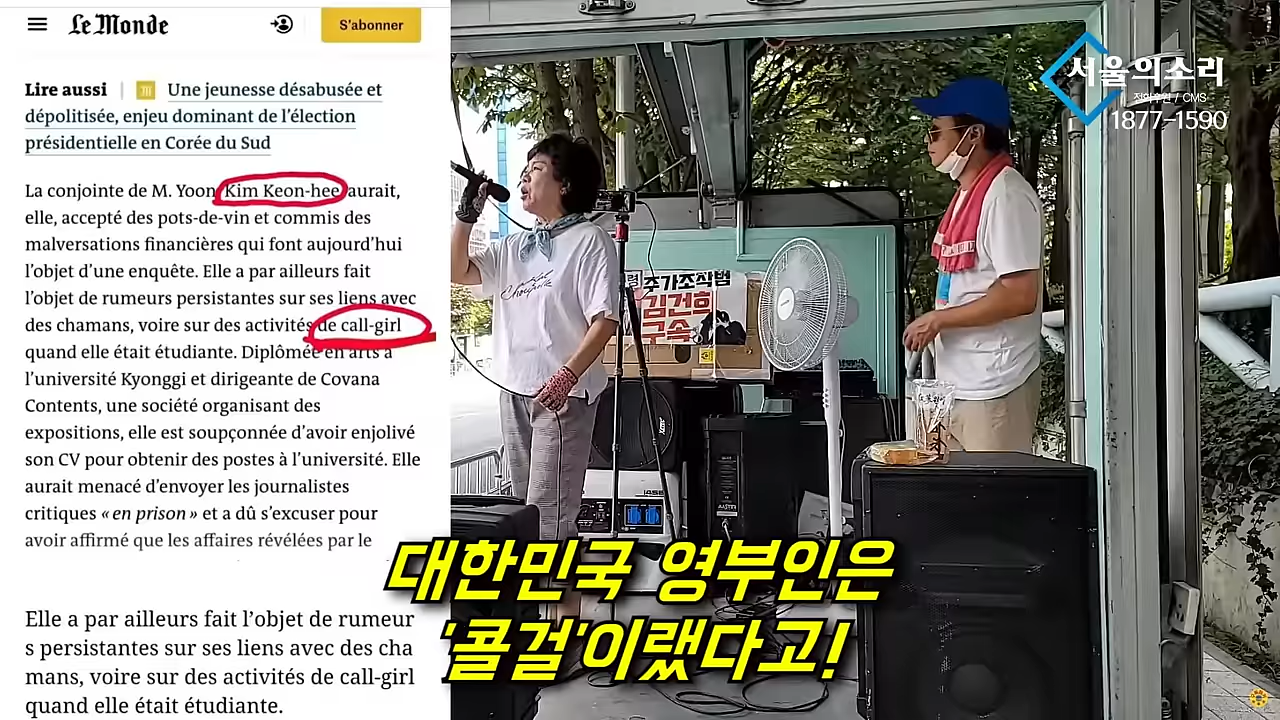 Le Monde
S'abonner
Lire aussi | Une jeunesse désabusée et
dépolitisée, enjeu dominant de l'élection
présidentielle en Corée du Sud
La conjointe de M. Yoon Kim Keon-hee aurait,
elle, accepté des pots-de-vin et commis des
malversations financières qui font aujourd'hui
l'objet d'une enquête. Elle a par ailleurs fait
l'objet de rumeurs persistantes sur ses liens avec
des chamans, voire sur des activités de call-girl
quand elle était étudiante. Diplômée en arts à
l'université Kyonggi et dirigeante de Covana
Contents, une société organisant des
expositions, elle est soupçonnée d'avoir enjolivé
son CV pour obtenir des postes à l'université. Elle
aurait menacé d'envoyer les journalistes
critiques « en prison » et a dû s'excuser pour
avoir affirmé que les affaires révélées par le
Elle a par ailleurs fait l'objet de rumeur
s persistantes sur ses liens avec des cha
mans, voire sur des activités de call-girl
quand elle était étudiante.
서울의소리
전화후원 / CMS
1877-1590
주가조작범
김건희
구속
대한민국 영부인은
'콜걸'이랬다고!